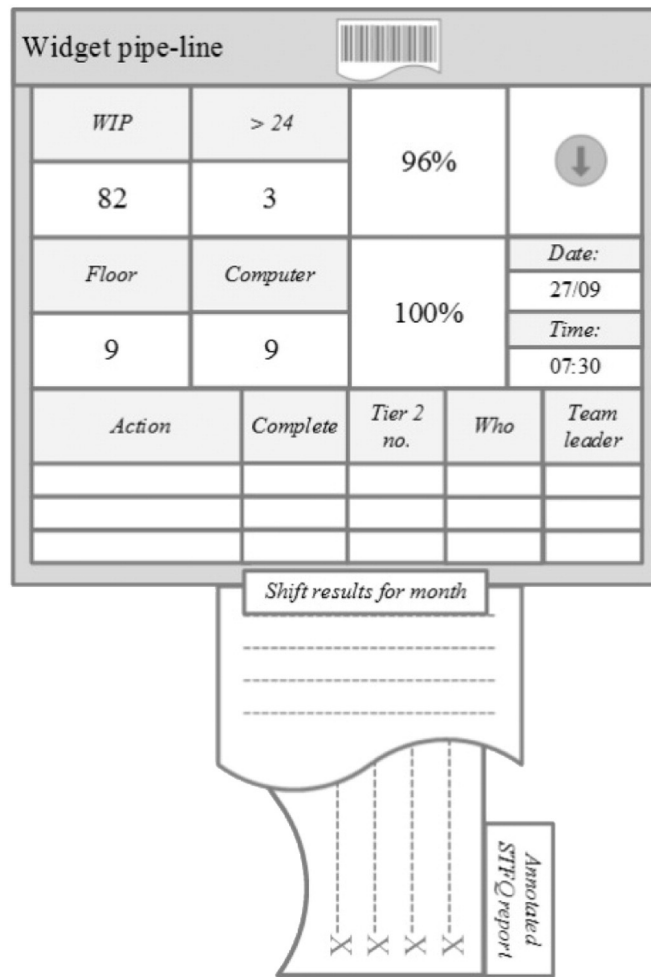 Widget pipe-line
WIP
> 24
96%
82
3
Floor
Computer
100%
Date:
27/09
9
9
Time:
07:30
Action
Complete
Tier 2
no.
Who
Team
leader
Shift results for month
Annotated
STFQ report
X X X X